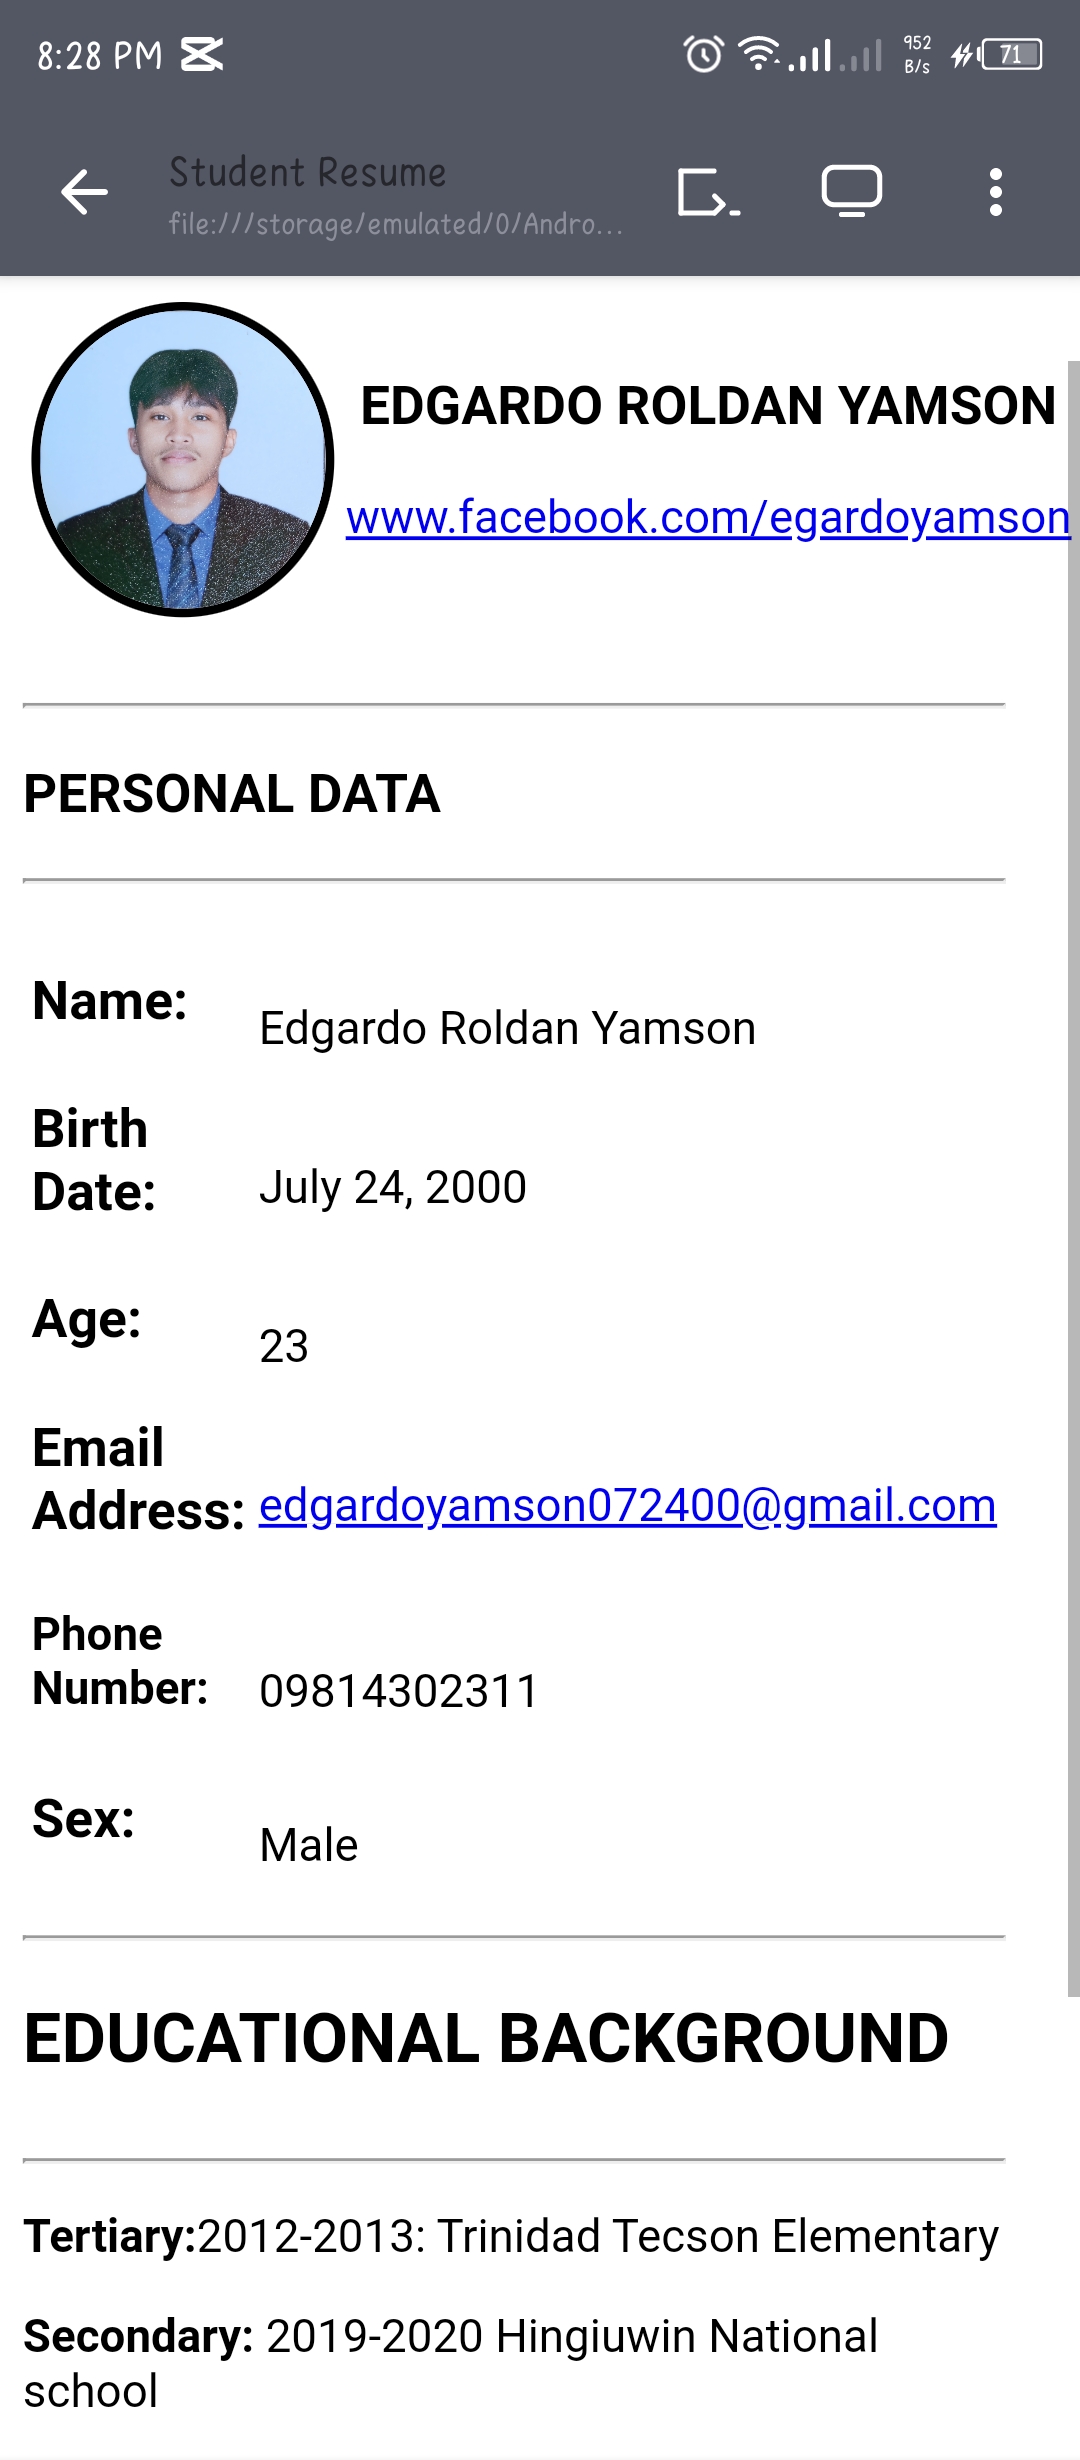 8:28 PM
952
B/s
71
Student Resume
file:///storage/emulated/0/Andro...
EDGARDO ROLDAN YAMSON
www.facebook.com/egardoyamson
PERSONAL DATA
Name:
Edgardo Roldan Yamson
Birth
Date:
July 24, 2000
Age:
23
Email
Address: edgardoyamson072400@gmail.com
Phone
Number: 09814302311
Sex:
Male
EDUCATIONAL BACKGROUND
Tertiary:2012-2013: Trinidad Tecson Elementary
Secondary: 2019-2020 Hingiuwin National
school